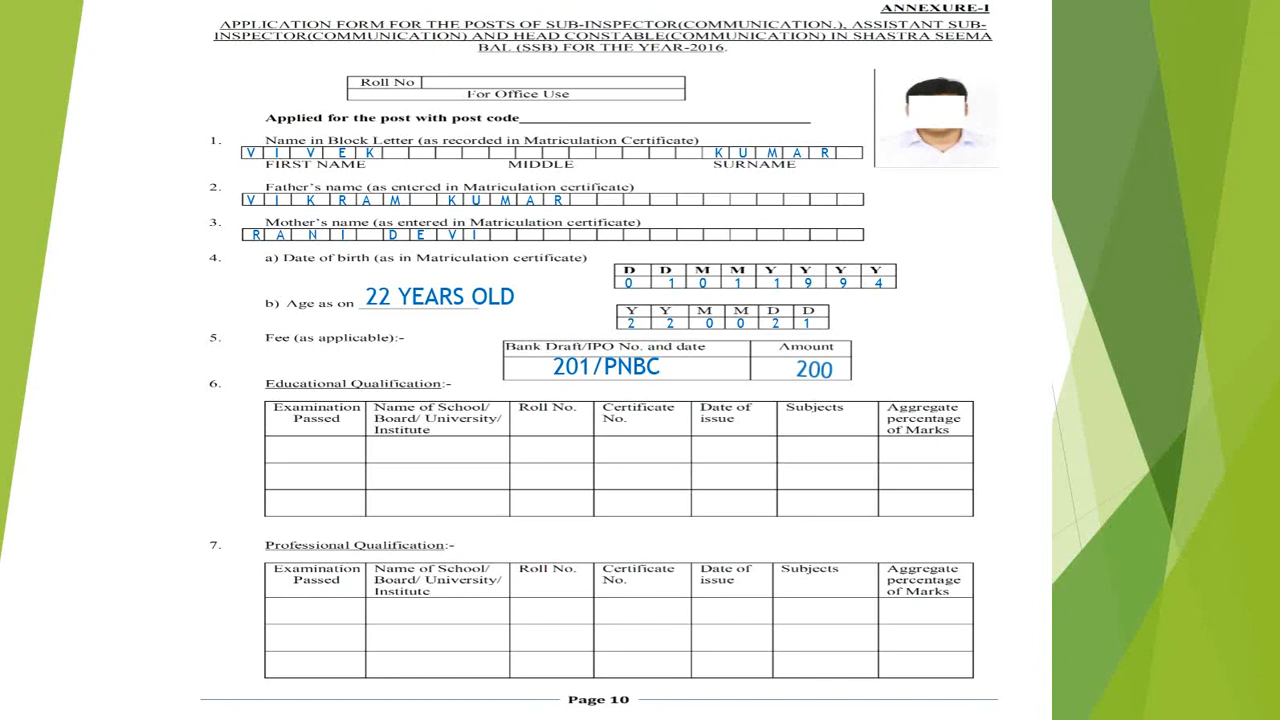 ANNEXURE-I
APPLICATION FORM FOR THE POSTS OF SUB-INSPECTOR(COMMUNICATION.), ASSISTANT SUB-
INSPECTOR(COMMUNICATION) AND HEAD CONSTABLE(COMMUNICATION) IN SHASTRA SEEMA
BAL (SSB) FOR THE YEAR-2016.
Roll No
For Office Use
Applied for the post with post code
1. Name in Block Letter (as recorded in Matriculation Certificate)
V I V E K K U M A R
FIRST NAME MIDDLE SURNAME
2. Father's name (as entered in Matriculation certificate)
V I K R A M K U M A R
3. Mother's name (as entered in Matriculation certificate)
R A N I D E V I
4. a) Date of birth (as in Matriculation certificate)
D D M M Y Y Y Y
0 1 0 1 1 9 9 4
b) Age as on 22 YEARS OLD
Y Y M M D D
2 2 0 0 2 1
5. Fee (as applicable):-
Bank Draft/IPO No. and date Amount
201/PNBC 200
6. Educational Qualification:-
Examination Name of School/ Roll No. Certificate Date of Subjects Aggregate
Passed Board/ University/ No. issue percentage
Institute of Marks
7. Professional Qualification:-
Examination Name of School/ Roll No. Certificate Date of Subjects Aggregate
Passed Board/ University/ No. issue percentage
Institute of Marks
Page 10